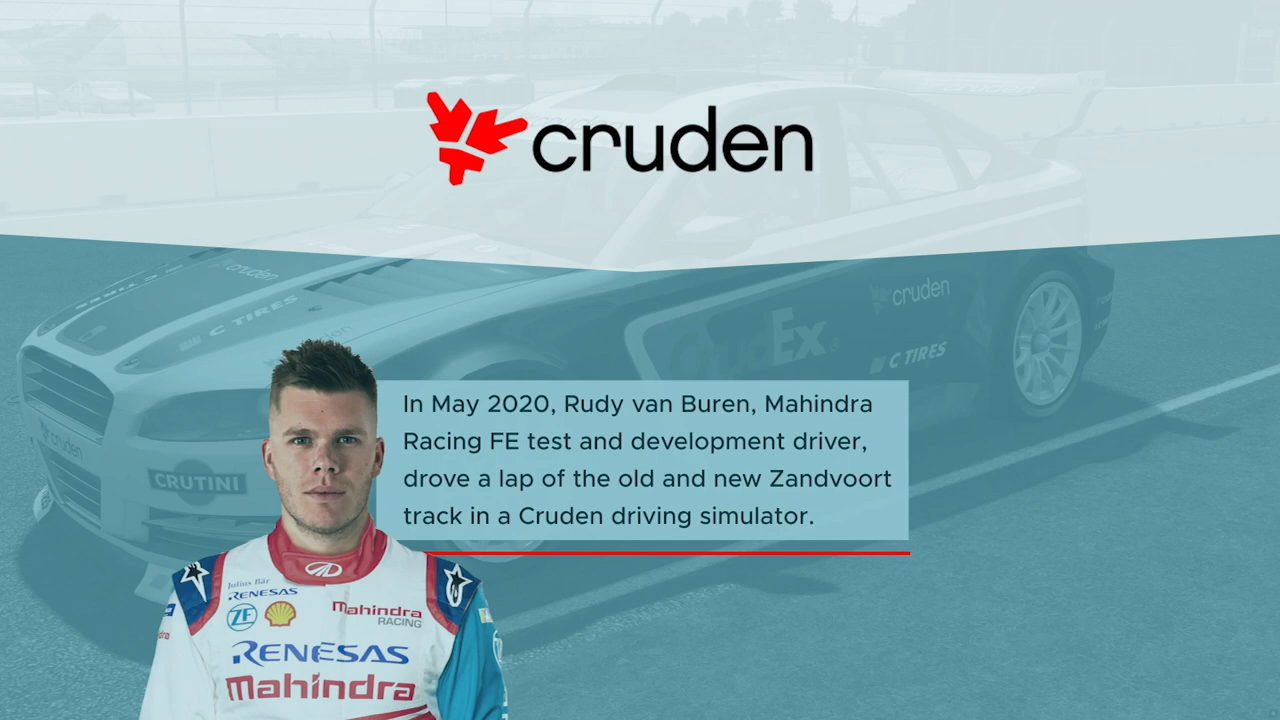 cruden
cruden
C TIRES
cruden
CrudEx
C TIRES
cruden
CRUTINI
In May 2020, Rudy van Buren, Mahindra
Racing FE test and development driver,
drove a lap of the old and new Zandvoort
track in a Cruden driving simulator.
Julius Bär
RENESAS
ZF
Mahindra
RACING
RENESAS
Mahindra